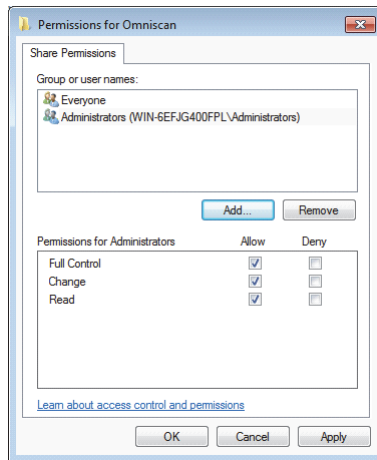 Permissions for Omniscan
Share Permissions
Group or user names:
Everyone
Administrators (WIN-6EFJG400FPL\Administrators)
Add...
Remove
Permissions for Administrators Allow Deny
Full Control
Change
Read
Learn about access control and permissions
OK Cancel Apply